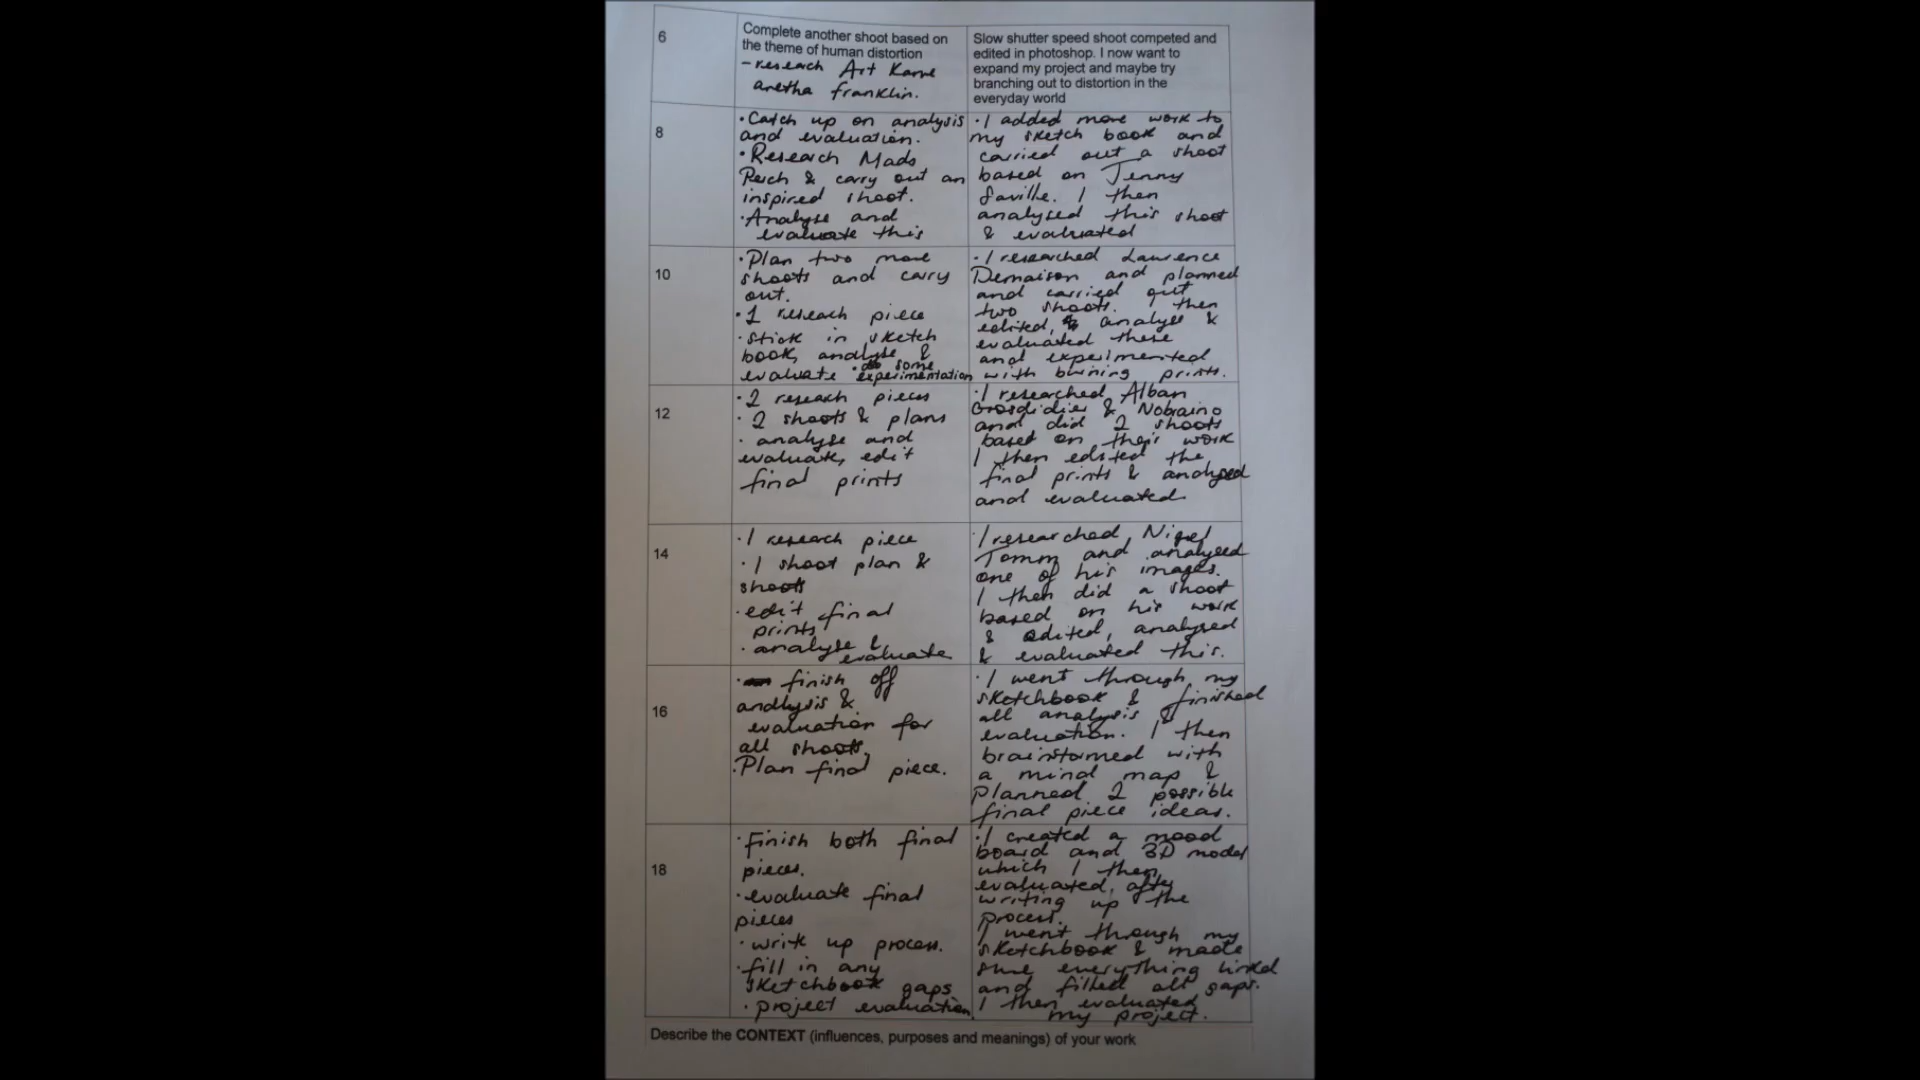 6
Complete another shoot based on
the theme of human distortion
- research Art Kane
aretha franklin.
Slow shutter speed shoot competed and
edited in photoshop. I now want to
expand my project and maybe try
branching out to distortion in the
everyday world
8
• Catch up on analysis
and evaluation.
• Research Mads
Perch & carry out an
inspired shoot.
• Analyse and
evaluate this
• I added more work to
my sketch book and
carried out a shoot
based on Jenny
Saville. I then
analysed this shoot
& evaluated
10
• Plan two more
shoots and carry
out.
• 1 reseach piece
• stick in sketch
book, analyse &
evaluate • some
experimentation
• I researched Lawrence
Demaison and planned
and carried out
two shoots. I then
edited, analyse &
evaluated these
and experimented
with burning prints.
12
• 2 reseach pieces
• 2 shoots & plans
• analyse and
evaluate, edit
final prints
• I researched Alban
Grosdidier & Nobraino
and did 2 shoots
based on their work
I then edited the
final prints & analysed
and evaluated
14
• 1 research piece
• 1 shoot plan &
shoot
• edit final
prints
• analyse &
evaluate
• I researched Nigel
Tomm and analysed
one of his images.
I then did a shoot
based on his work
& edited, analysed
& evaluated this.
16
• finish off
analysis &
evaluation for
all shoots.
• Plan final piece.
• I went through my
sketchbook & finished
all analysis &
evaluation. I then
brainstormed with
a mind map &
planned 2 possible
final piece ideas.
18
• Finish both final
pieces.
• evaluate final
pieces
• write up process.
• fill in any
sketchbook gaps
• project evaluation.
• I created a mood
board and 3D model
which I then
evaluated, after
writing up the
process.
I went through my
sketchbook & made
sure everything linked
and filled all gaps.
I then evaluated
my project.
Describe the CONTEXT (influences, purposes and meanings) of your work